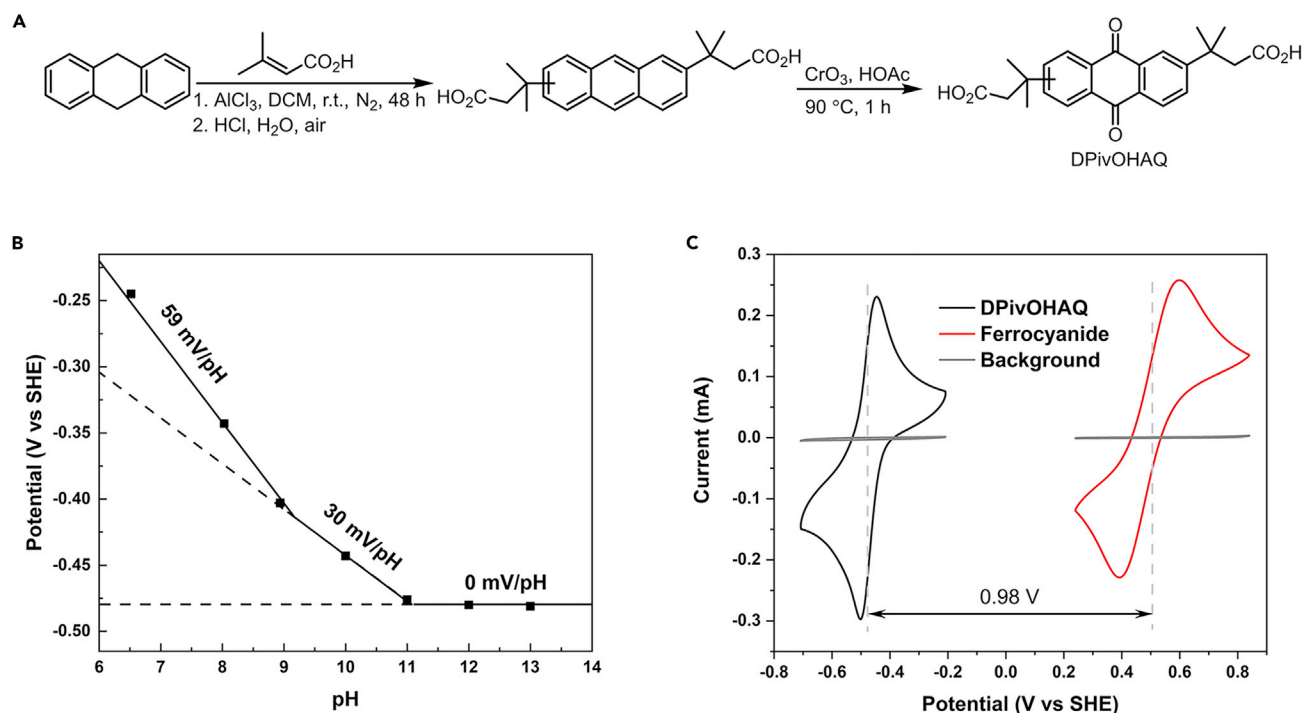 A
CO₂H
1. AlCl₃, DCM, r.t., N₂, 48 h
2. HCl, H₂O, air
CO₂H
HO₂C
CrO₃, HOAc
90 °C, 1 h
O
CO₂H
HO₂C
O
DPivOHAQ
B
-0.25
-0.30
-0.35
-0.40
-0.45
-0.50
Potential (V vs SHE)
59 mV/pH
30 mV/pH
0 mV/pH
6 7 8 9 10 11 12 13 14
pH
C
0.3
0.2
0.1
0.0
-0.1
-0.2
-0.3
Current (mA)
DPivOHAQ
Ferrocyanide
Background
0.98 V
-0.8 -0.6 -0.4 -0.2 0.0 0.2 0.4 0.6 0.8
Potential (V vs SHE)